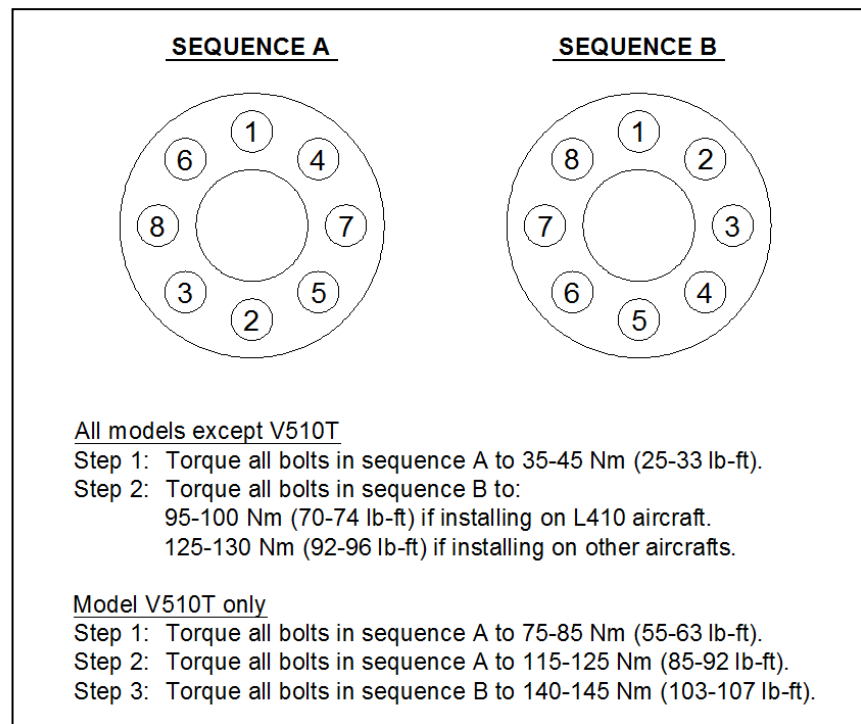 SEQUENCE A SEQUENCE B
1 1
6 4 8 2
8 7 7 3
3 5 6 4
2 5
All models except V510T
Step 1: Torque all bolts in sequence A to 35-45 Nm (25-33 lb-ft).
Step 2: Torque all bolts in sequence B to:
95-100 Nm (70-74 lb-ft) if installing on L410 aircraft.
125-130 Nm (92-96 lb-ft) if installing on other aircrafts.
Model V510T only
Step 1: Torque all bolts in sequence A to 75-85 Nm (55-63 lb-ft).
Step 2: Torque all bolts in sequence A to 115-125 Nm (85-92 lb-ft).
Step 3: Torque all bolts in sequence B to 140-145 Nm (103-107 lb-ft).